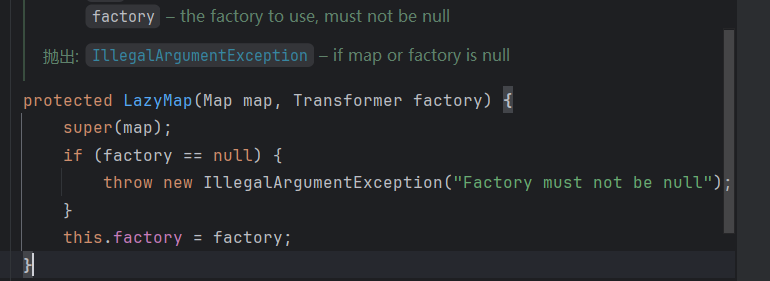 factory – the factory to use, must not be null
抛出: IllegalArgumentException – if map or factory is null
protected LazyMap(Map map, Transformer factory) {
super(map);
if (factory == null) {
throw new IllegalArgumentException("Factory must not be null");
}
this.factory = factory;
}